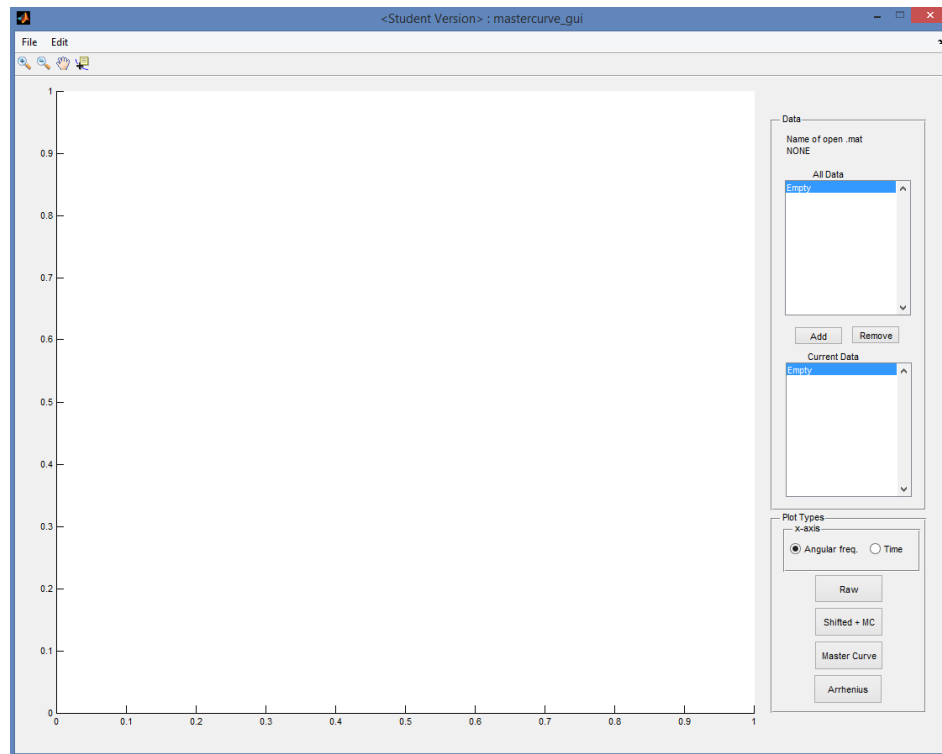 <Student Version> : mastercurve_gui
File Edit
1
0.9
0.8
0.7
0.6
0.5
0.4
0.3
0.2
0.1
0
0 0.1 0.2 0.3 0.4 0.5 0.6 0.7 0.8 0.9 1
Data
Name of open .mat
NONE
All Data
Empty
Add Remove
Current Data
Empty
Plot Types
x-axis
Angular freq. Time
Raw
Shifted + MC
Master Curve
Arrhenius